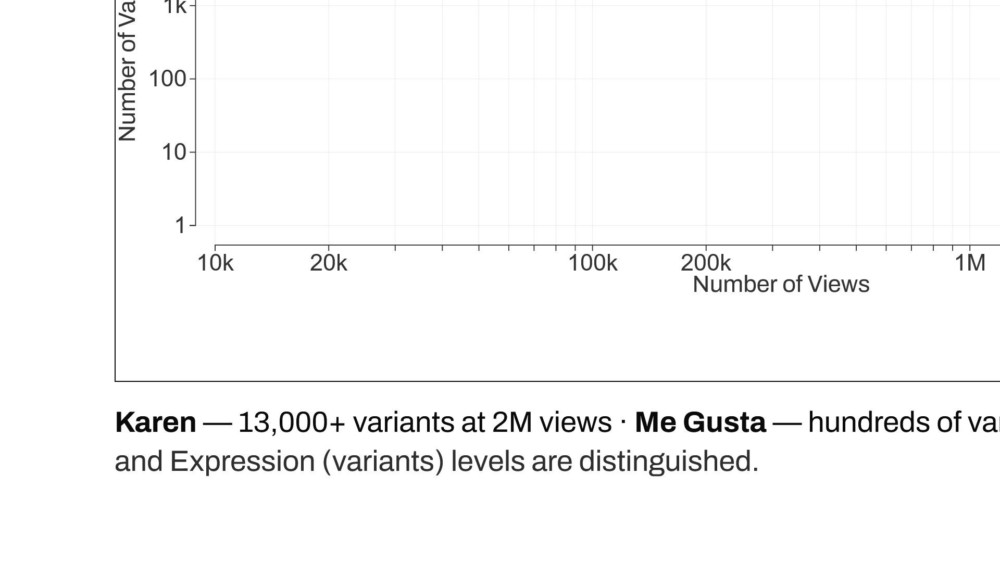 1k
Number of Va
100
10
1
10k 20k 100k 200k 1M
Number of Views
Karen — 13,000+ variants at 2M views · Me Gusta — hundreds of var
and Expression (variants) levels are distinguished.